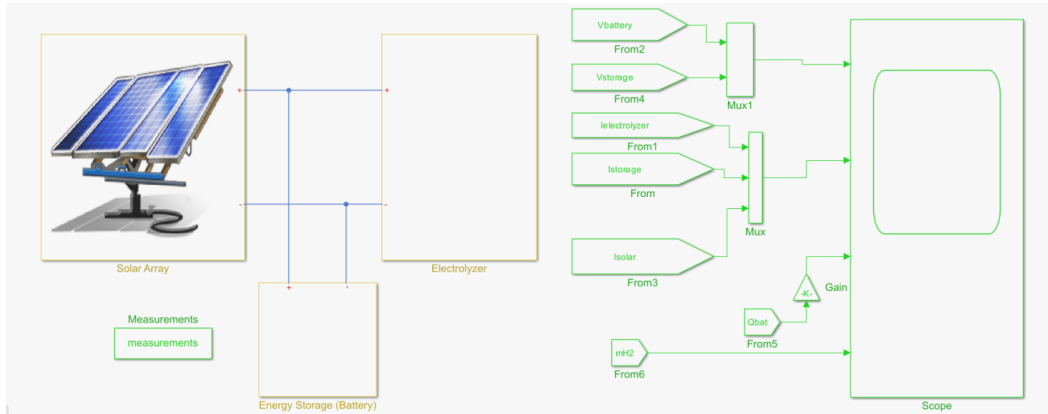 Vbattery
From2
Vstorage
From4
Mux1
Ielectrolyzer
From1
Istorage
From
Mux
Isolar
From3
-K-
Gain
Qbat
From5
mH2
From6
Scope
+
+
-
-
Solar Array
Electrolyzer
+
-
Energy Storage (Battery)
Measurements
measurements